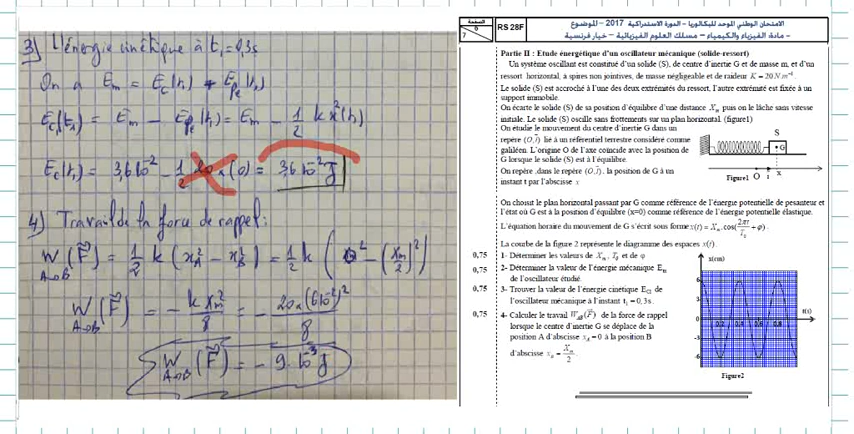 3) L'énergie cinétique à t₁=0,3s
On a Em = Ec(t₁) + Epe(t₁)
Ec(t₁) = Em - Epe(t₁) = Em - 1/2 k x²(t₁)
Ec(t₁) = 3,6.10⁻² - 1/2 20 x (0) = 3,6.10⁻² J
4) Travail de la force de rappel:
W(F) A→B = 1/2 k (x²A - x²B) = 1/2 k (0² - (Xm/2)²)
W(F) A→B = - k Xm²/8 = - 20 x (6.10⁻²)²/8
W(F) A→B = - 9.10⁻³ J
الصفحة
6
7
RS 28F
الامتحان الوطني الموحد للبكالوريا - الدورة الاستدراكية 2017 - الموضوع
- مادة: الفيزياء والكيمياء - مسلك العلوم الفيزيائية - خيار فرنسية
Partie II : Etude énergétique d'un oscillateur mécanique (solide-ressort)
Un système oscillant est constitué d'un solide (S), de centre d'inertie G et de masse m, et d'un
ressort horizontal, à spires non jointives, de masse négligeable et de raideur K = 20 N.m⁻¹
Le solide (S) est accroché à l'une des deux extrémités du ressort, l'autre extrémité est fixée à un
support immobile.
On écarte le solide (S) de sa position d'équilibre d'une distance Xm puis on le lâche sans vitesse
initiale. Le solide (S) oscille sans frottements sur un plan horizontal. (figure1)
On étudie le mouvement du centre d'inertie G dans un
repère (O,i) lié à un référentiel terrestre considéré comme
galiléen. L'origine O de l'axe coïncide avec la position de
G lorsque le solide (S) est à l'équilibre.
On repère ,dans le repère (O,i), la position de G à un
instant t par l'abscisse x
S
G
O i x
Figure1
On choisit le plan horizontal passant par G comme référence de l'énergie potentielle de pesanteur et
l'état où G est à la position d'équilibre (x=0) comme référence de l'énergie potentielle élastique.
L'équation horaire du mouvement de G s'écrit sous forme x(t) = Xm.cos(2πt/T₀ + φ) .
La courbe de la figure 2 représente le diagramme des espaces x(t).
0,75 1- Déterminer les valeurs de Xm, T₀ et de φ
0,75 2- Déterminer la valeur de l'énergie mécanique Em
de l'oscillateur étudié.
0,75 3- Trouver la valeur de l'énergie cinétique EC1 de
l'oscillateur mécanique à l'instant t₁ = 0,3s.
0,75 4- Calculer le travail WAB(F) de la force de rappel
lorsque le centre d'inertie G se déplace de la
position A d'abscisse xA = 0 à la position B
d'abscisse xB = Xm/2 .
x(cm)
6
3
0 0,2 0,4 0,6 0,8
t(s)
-3
-6
Figure2